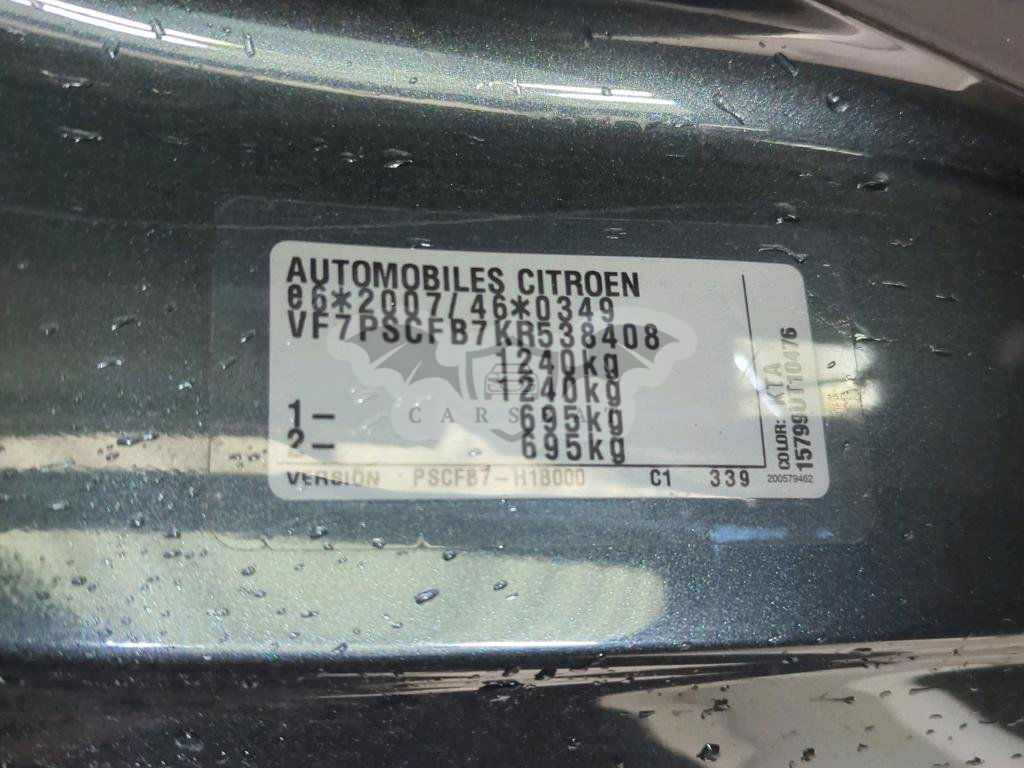 AUTOMOBILES CITROEN
e6*2007/46*0349
VF7PSCFB7KR538408
1240kg
1240kg
1- 695kg
2- 695kg
VERSION PSCFB7-H1B000 C1 339
COLOR: KTA
15799UT10476
200579462